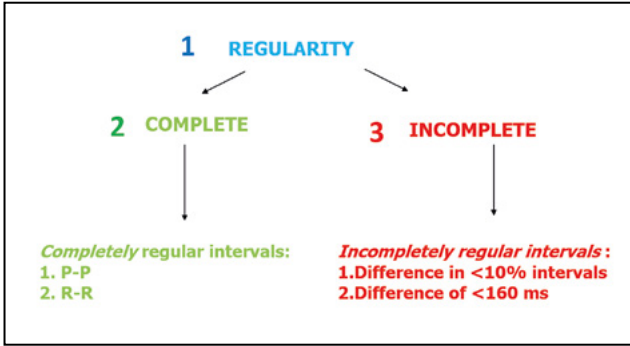 1 REGULARITY
2 COMPLETE
3 INCOMPLETE
Completely regular intervals:
1. P-P
2. R-R
Incompletely regular intervals :
1.Difference in <10% intervals
2.Difference of <160 ms